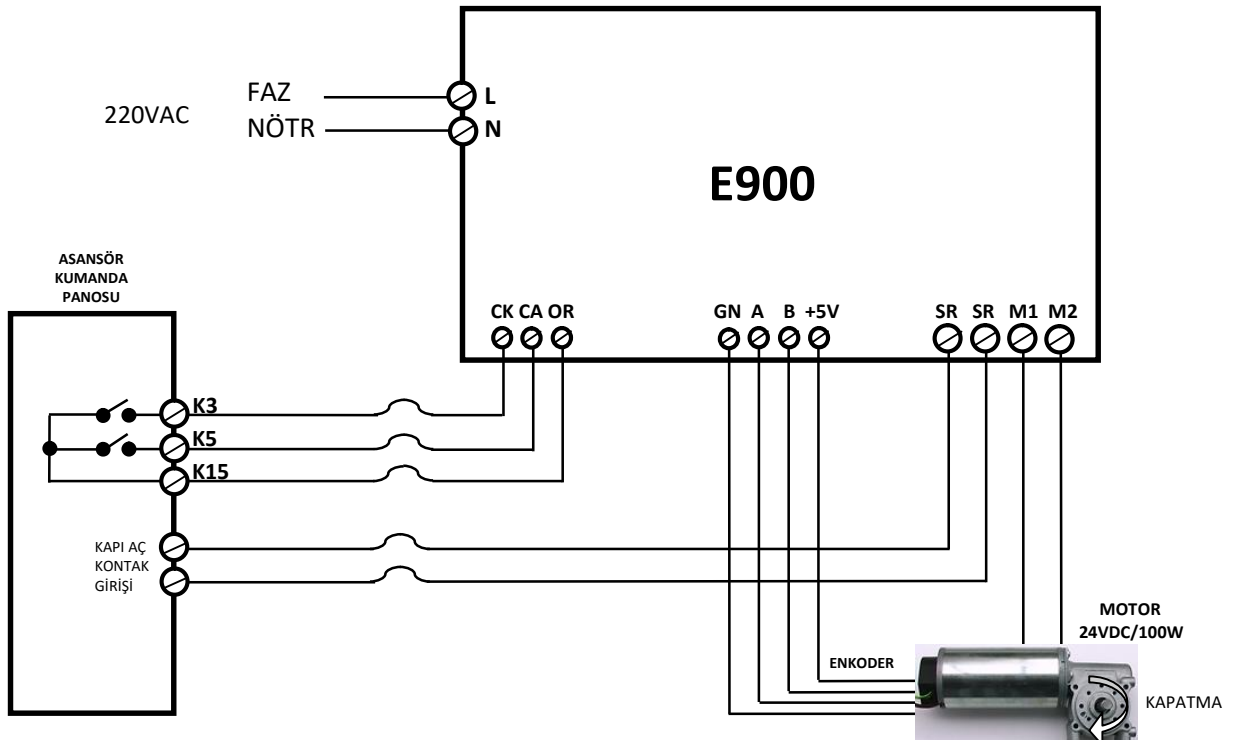 220VAC
FAZ
NÖTR
L
N
E900
ASANSÖR
KUMANDA
PANOSU
CK CA OR
GN A B +5V
SR SR M1 M2
K3
K5
K15
KAPI AÇ
KONTAK
GİRİŞİ
MOTOR
24VDC/100W
ENKODER
KAPATMA